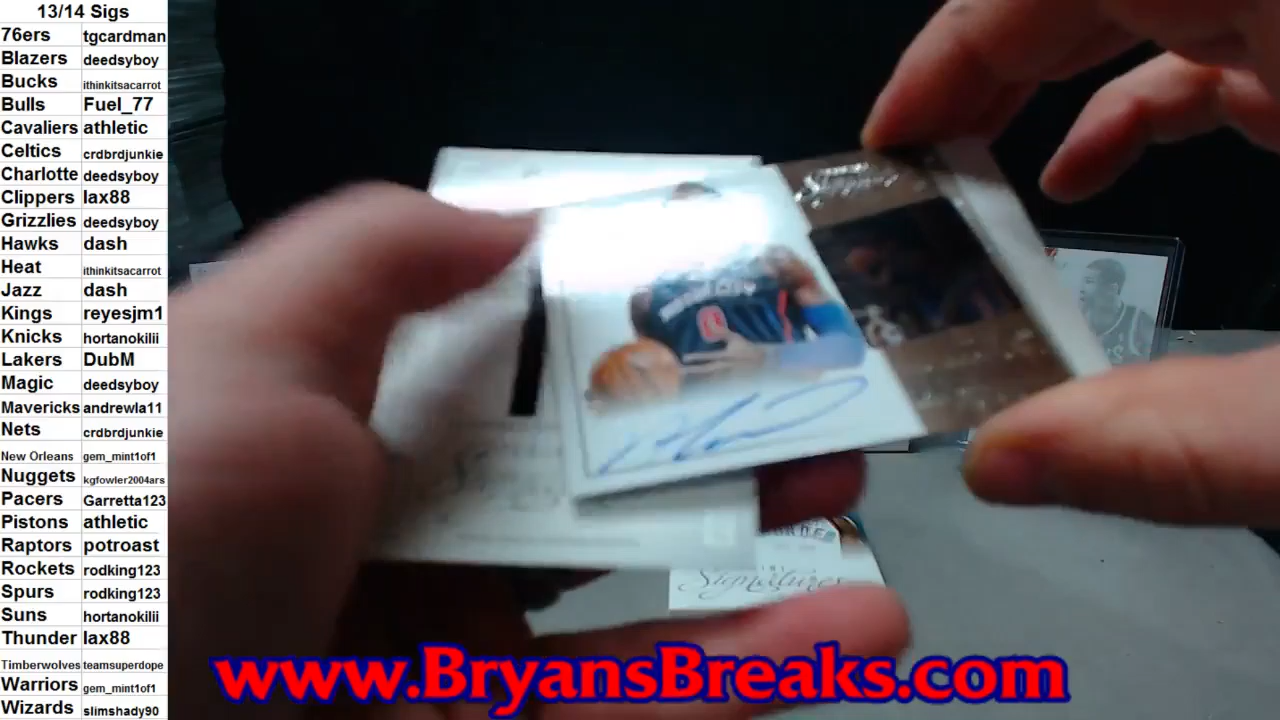 13/14 Sigs
76ers tgcardman
Blazers deedsyboy
Bucks ithinkitsacarrot
Bulls Fuel_77
Cavaliers athletic
Celtics crdbrdjunkie
Charlotte deedsyboy
Clippers lax88
Grizzlies deedsyboy
Hawks dash
Heat ithinkitsacarrot
Jazz dash
Kings reyesjm1
Knicks hortanokilii
Lakers DubM
Magic deedsyboy
Mavericks andrewla11
Nets crdbrdjunkie
New Orleans gem_mint1of1
Nuggets kgfowler2004ars
Pacers Garretta123
Pistons athletic
Raptors potroast
Rockets rodking123
Spurs rodking123
Suns hortanokilii
Thunder lax88
Timberwolves teamsuperdope
Warriors gem_mint1of1
Wizards slimshady90
Signatures
www.BryansBreaks.com